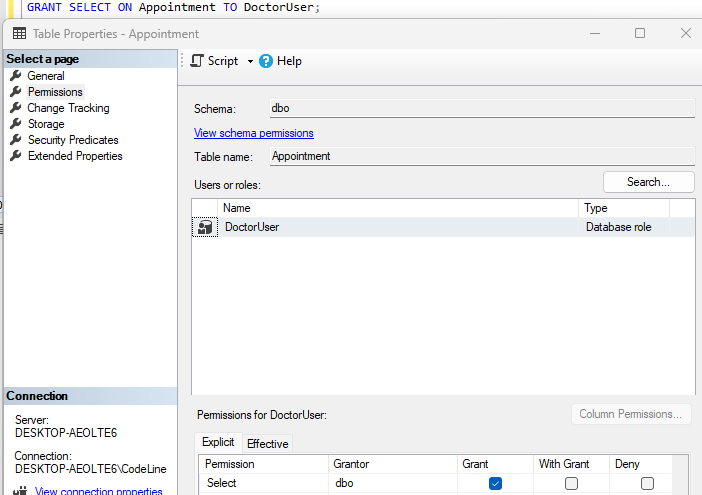 GRANT SELECT ON Appointment TO DoctorUser;
Table Properties - Appointment
Select a page
General
Permissions
Change Tracking
Storage
Security Predicates
Extended Properties
Script
Help
Schema: dbo
View schema permissions
Table name: Appointment
Users or roles: Search...
Name Type
DoctorUser Database role
Connection
Server:
DESKTOP-AEOLTE6
Connection:
DESKTOP-AEOLTE6\CodeLine
View connection properties
Permissions for DoctorUser: Column Permissions...
Explicit Effective
Permission Grantor Grant With Grant Deny
Select dbo